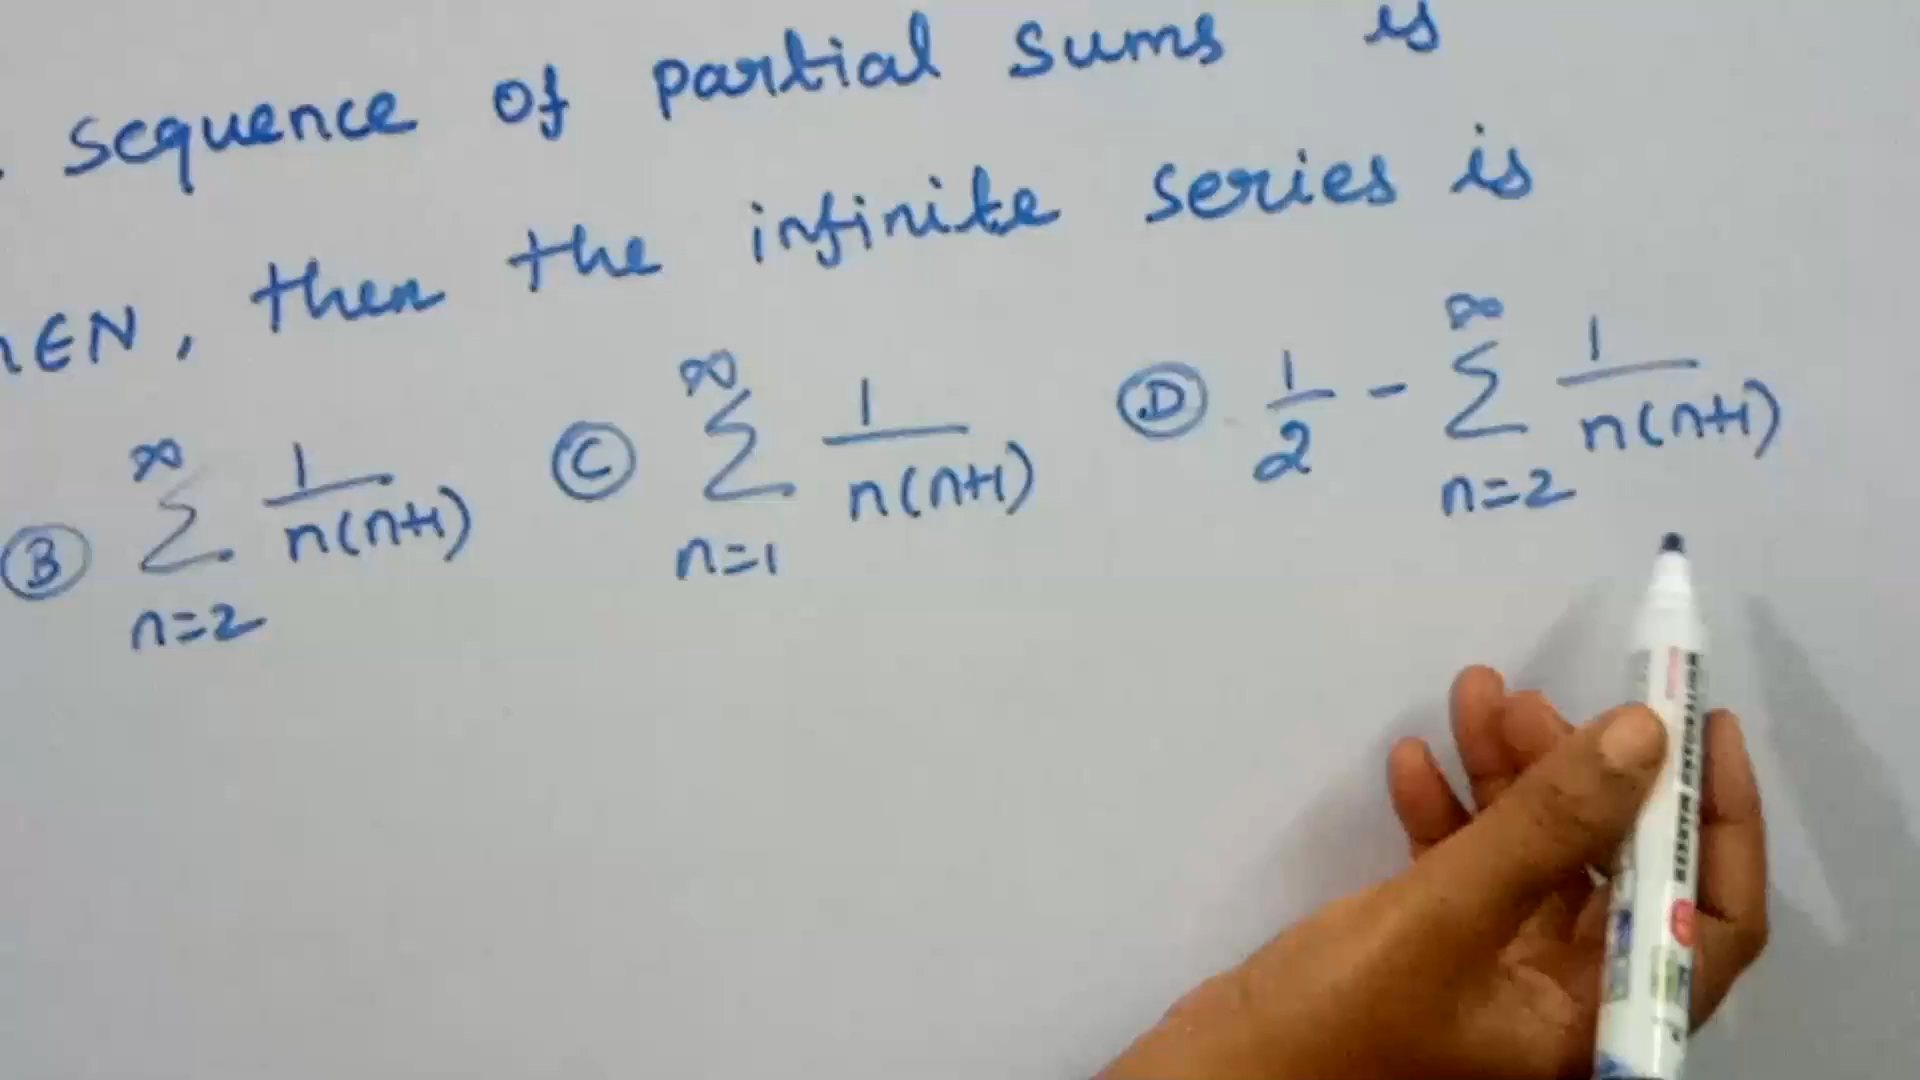 sequence of partial sums is
nEN, then the infinite series is
(B) ∞ Σ n=2 1/n(n+1) (C) ∞ Σ n=1 1/n(n+1) (D) 1/2 - ∞ Σ n=2 1/n(n+1)